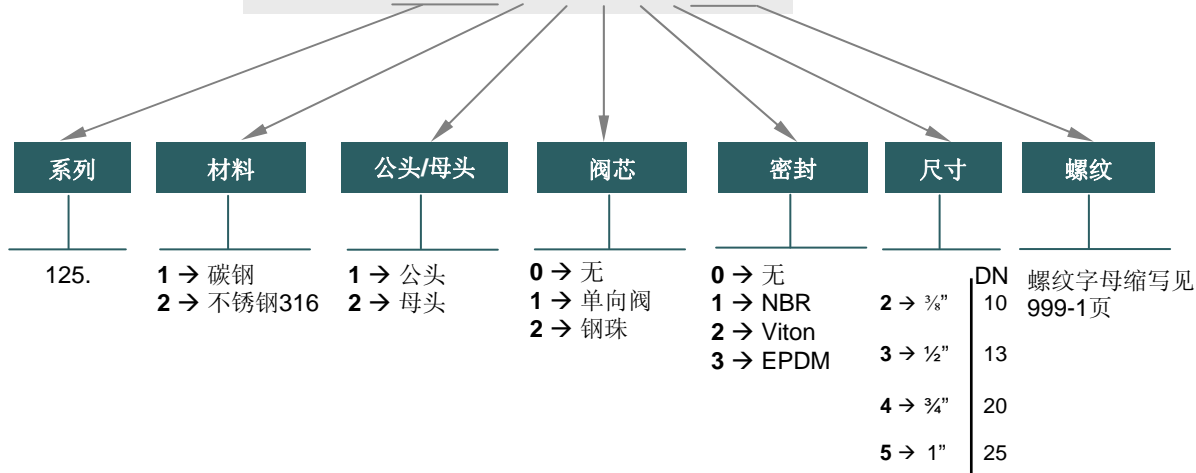 系列
材料
公头/母头
阀芯
密封
尺寸
螺纹
125.
1 → 碳钢
2 → 不锈钢316
1 → 公头
2 → 母头
0 → 无
1 → 单向阀
2 → 钢珠
0 → 无
1 → NBR
2 → Viton
3 → EPDM
DN
2 → ⅜” 10
3 → ½” 13
4 → ¾” 20
5 → 1” 25
螺纹字母缩写见
999-1页